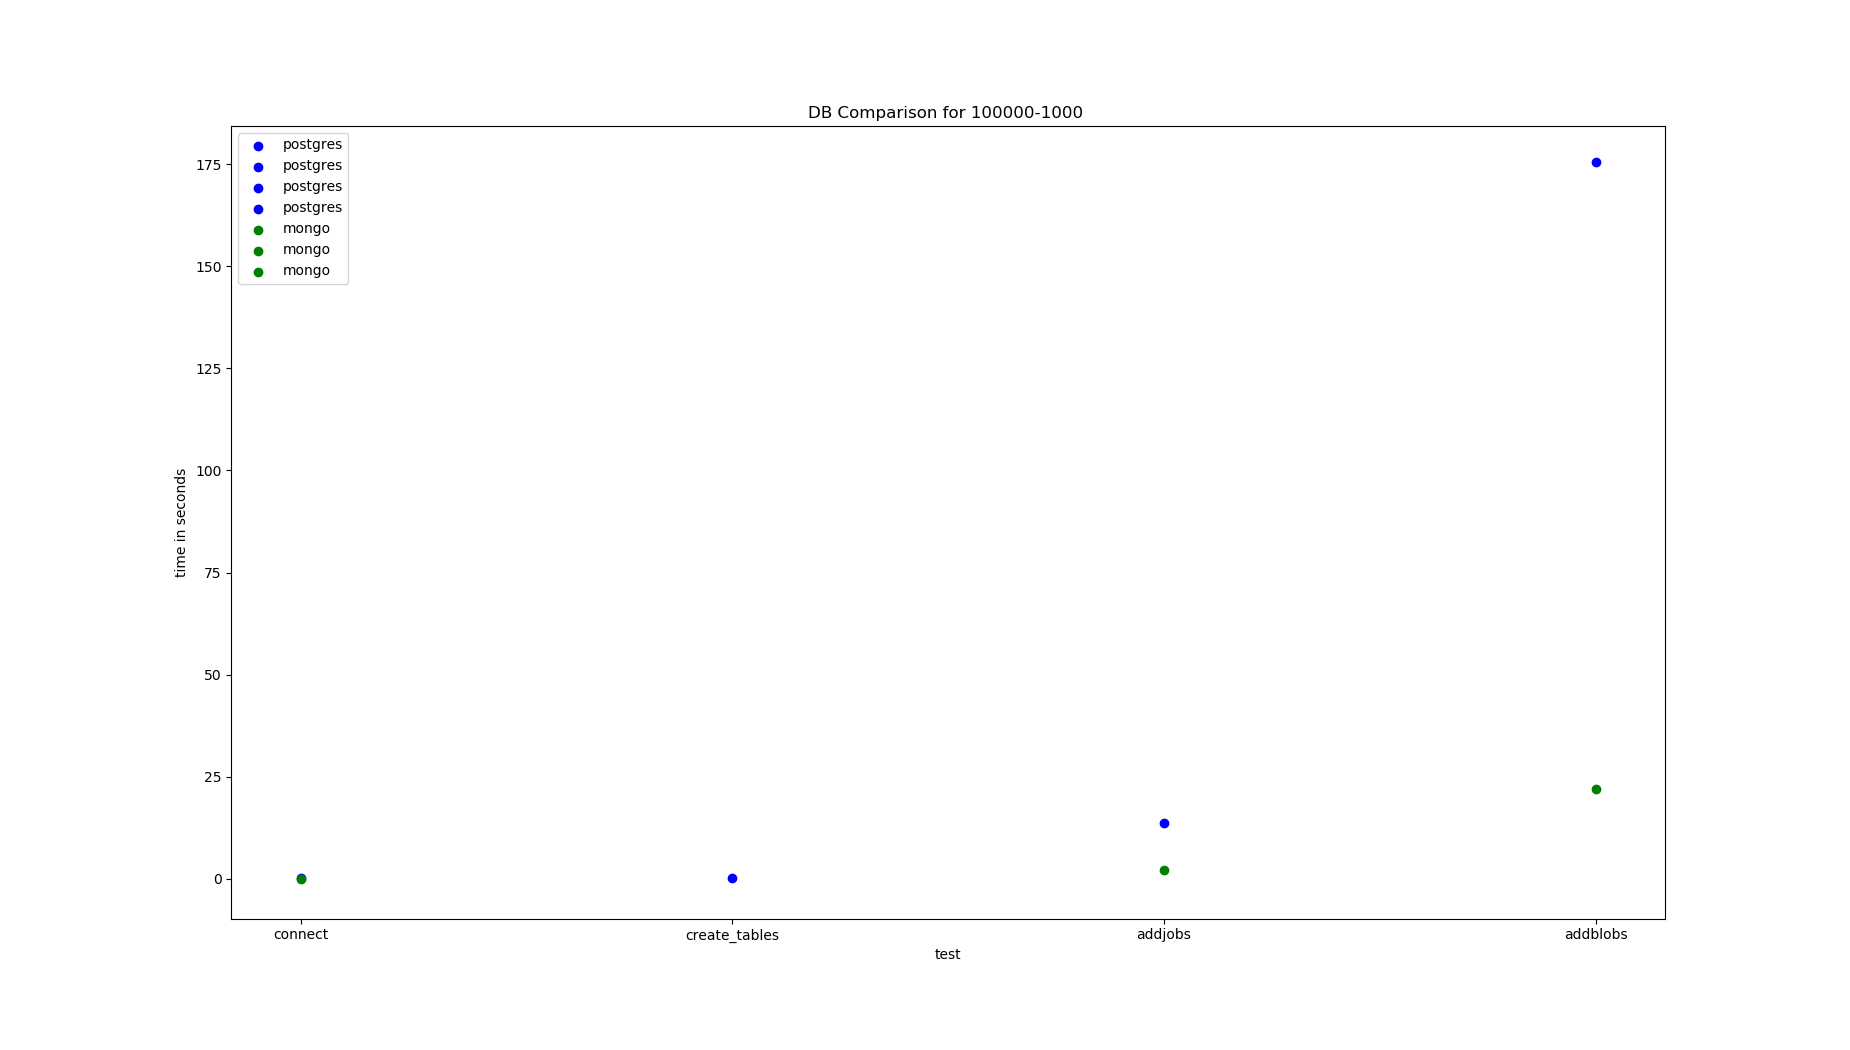 DB Comparison for 100000-1000
postgres
postgres
postgres
postgres
mongo
mongo
mongo
175
150
125
100
75
50
25
0
time in seconds
connect create_tables addjobs addblobs
test